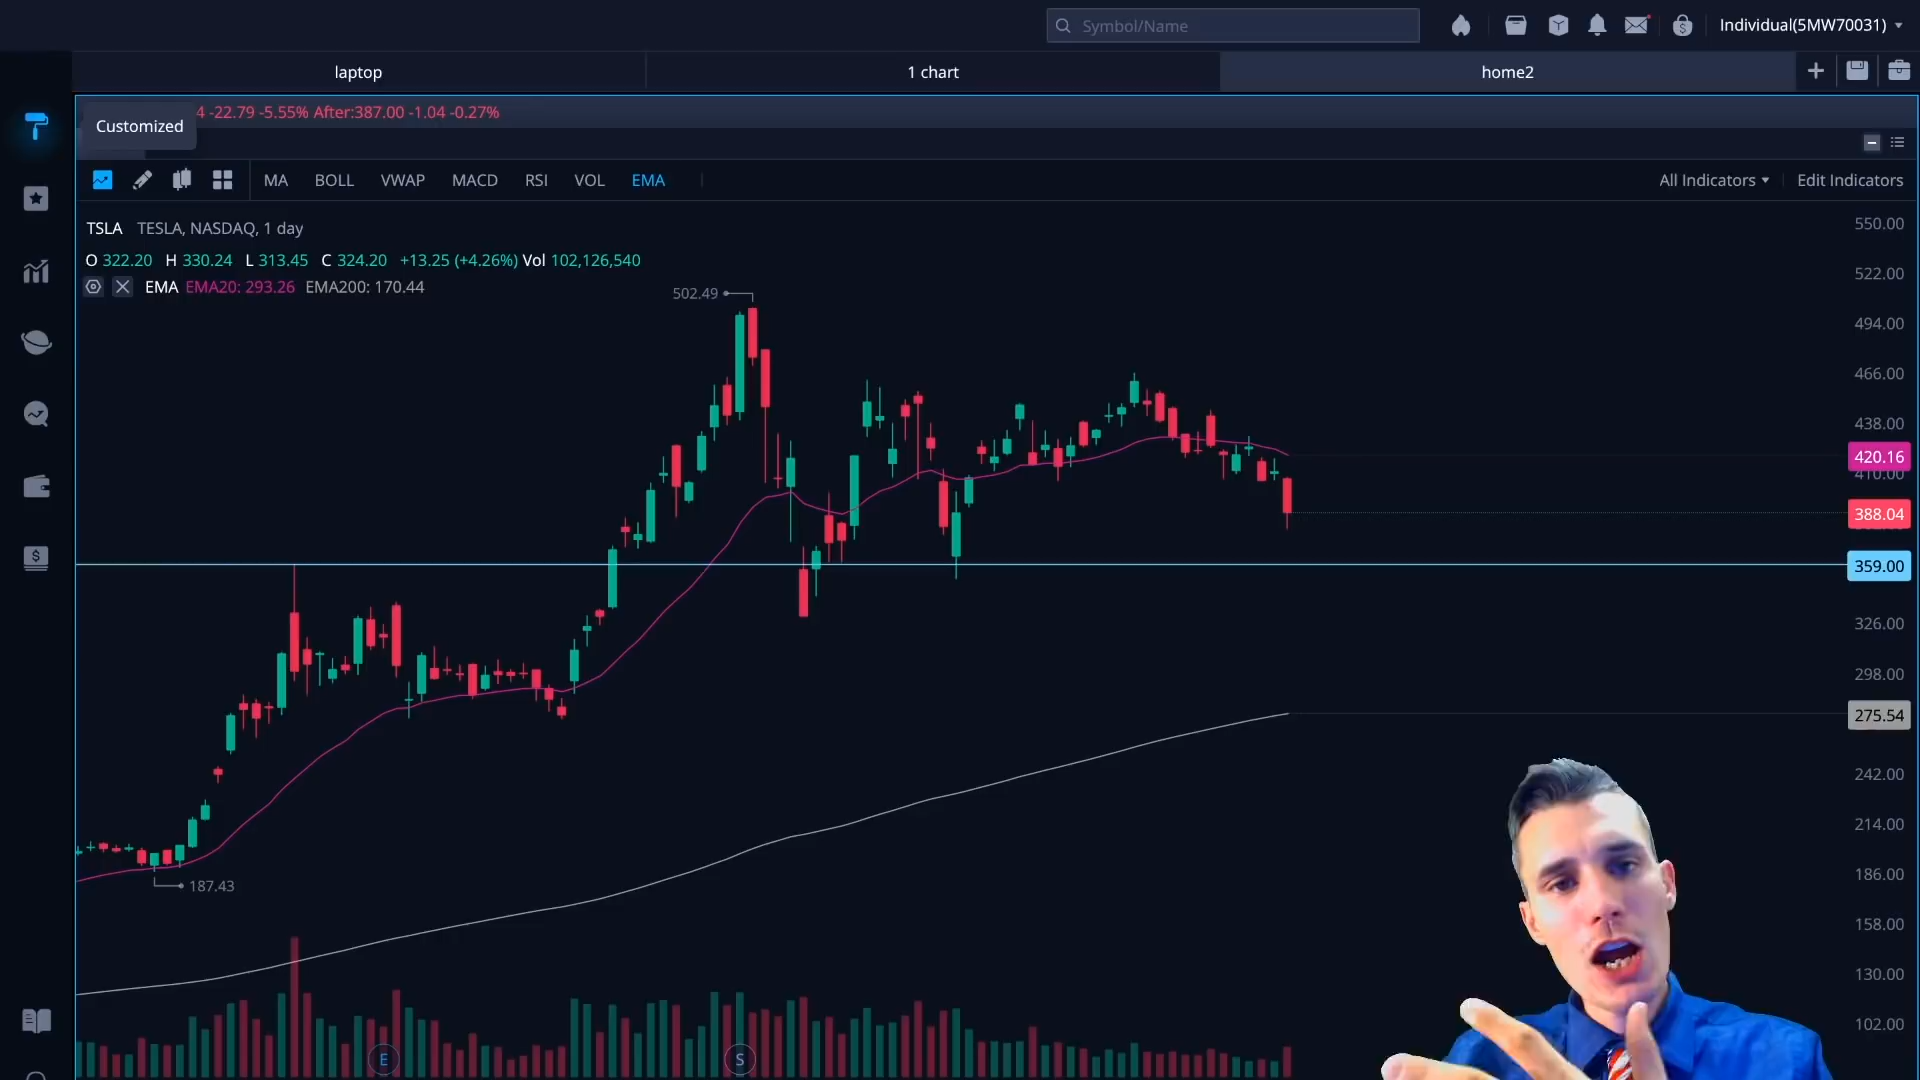 Symbol/Name
Individual(5MW70031)
laptop
1 chart
home2
4 -22.79 -5.55% After:387.00 -1.04 -0.27%
Customized
MA BOLL VWAP MACD RSI VOL EMA
All Indicators
Edit Indicators
TSLA TESLA, NASDAQ, 1 day
O 322.20 H 330.24 L 313.45 C 324.20 +13.25 (+4.26%) Vol 102,126,540
EMA EMA20: 293.26 EMA200: 170.44
502.49
187.43
E
S
550.00
522.00
494.00
466.00
438.00
420.16
410.00
388.04
359.00
326.00
298.00
275.54
242.00
214.00
186.00
158.00
130.00
102.00